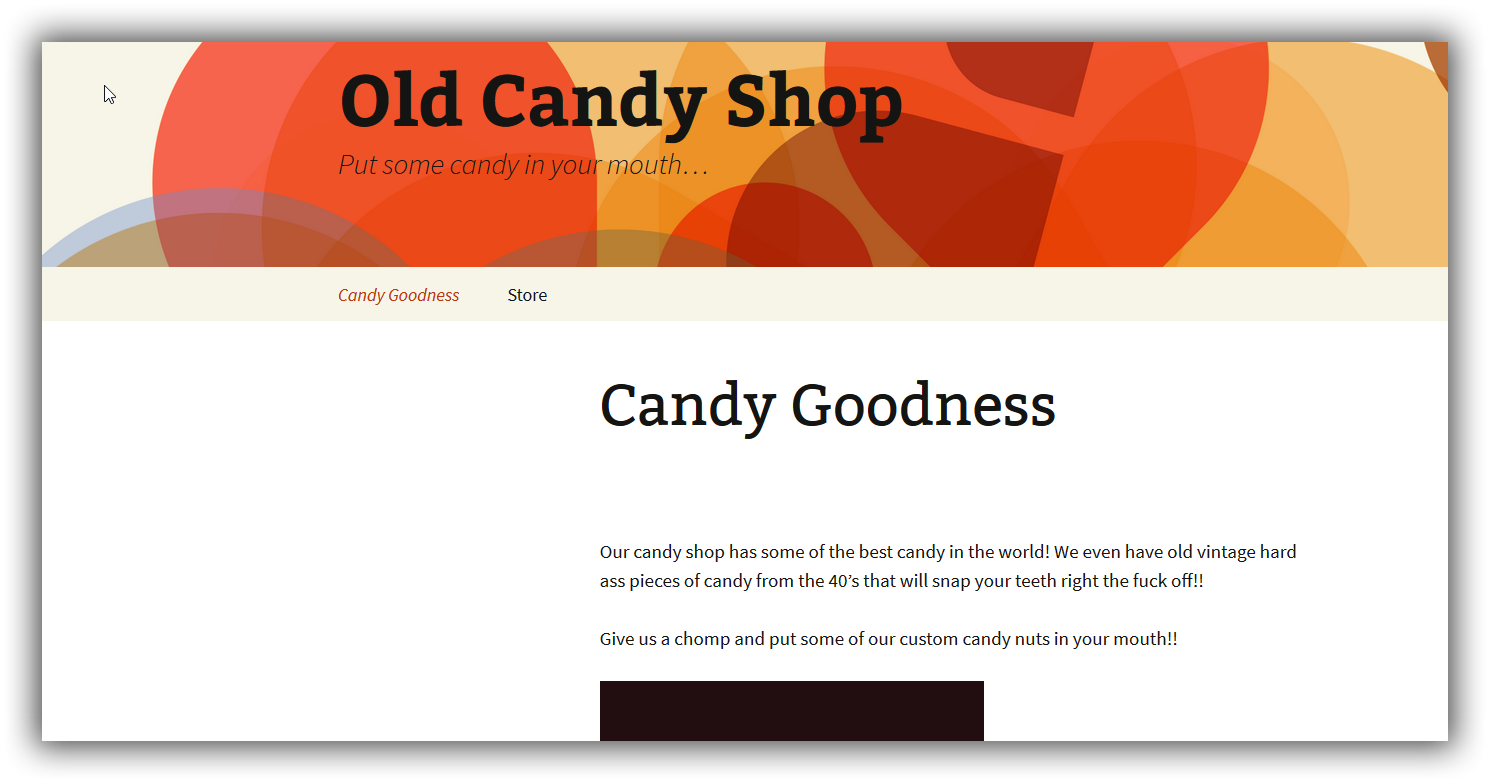 Old Candy Shop
Put some candy in your mouth…
Candy Goodness Store
Candy Goodness
Our candy shop has some of the best candy in the world! We even have old vintage hard
ass pieces of candy from the 40’s that will snap your teeth right the fuck off!!
Give us a chomp and put some of our custom candy nuts in your mouth!!